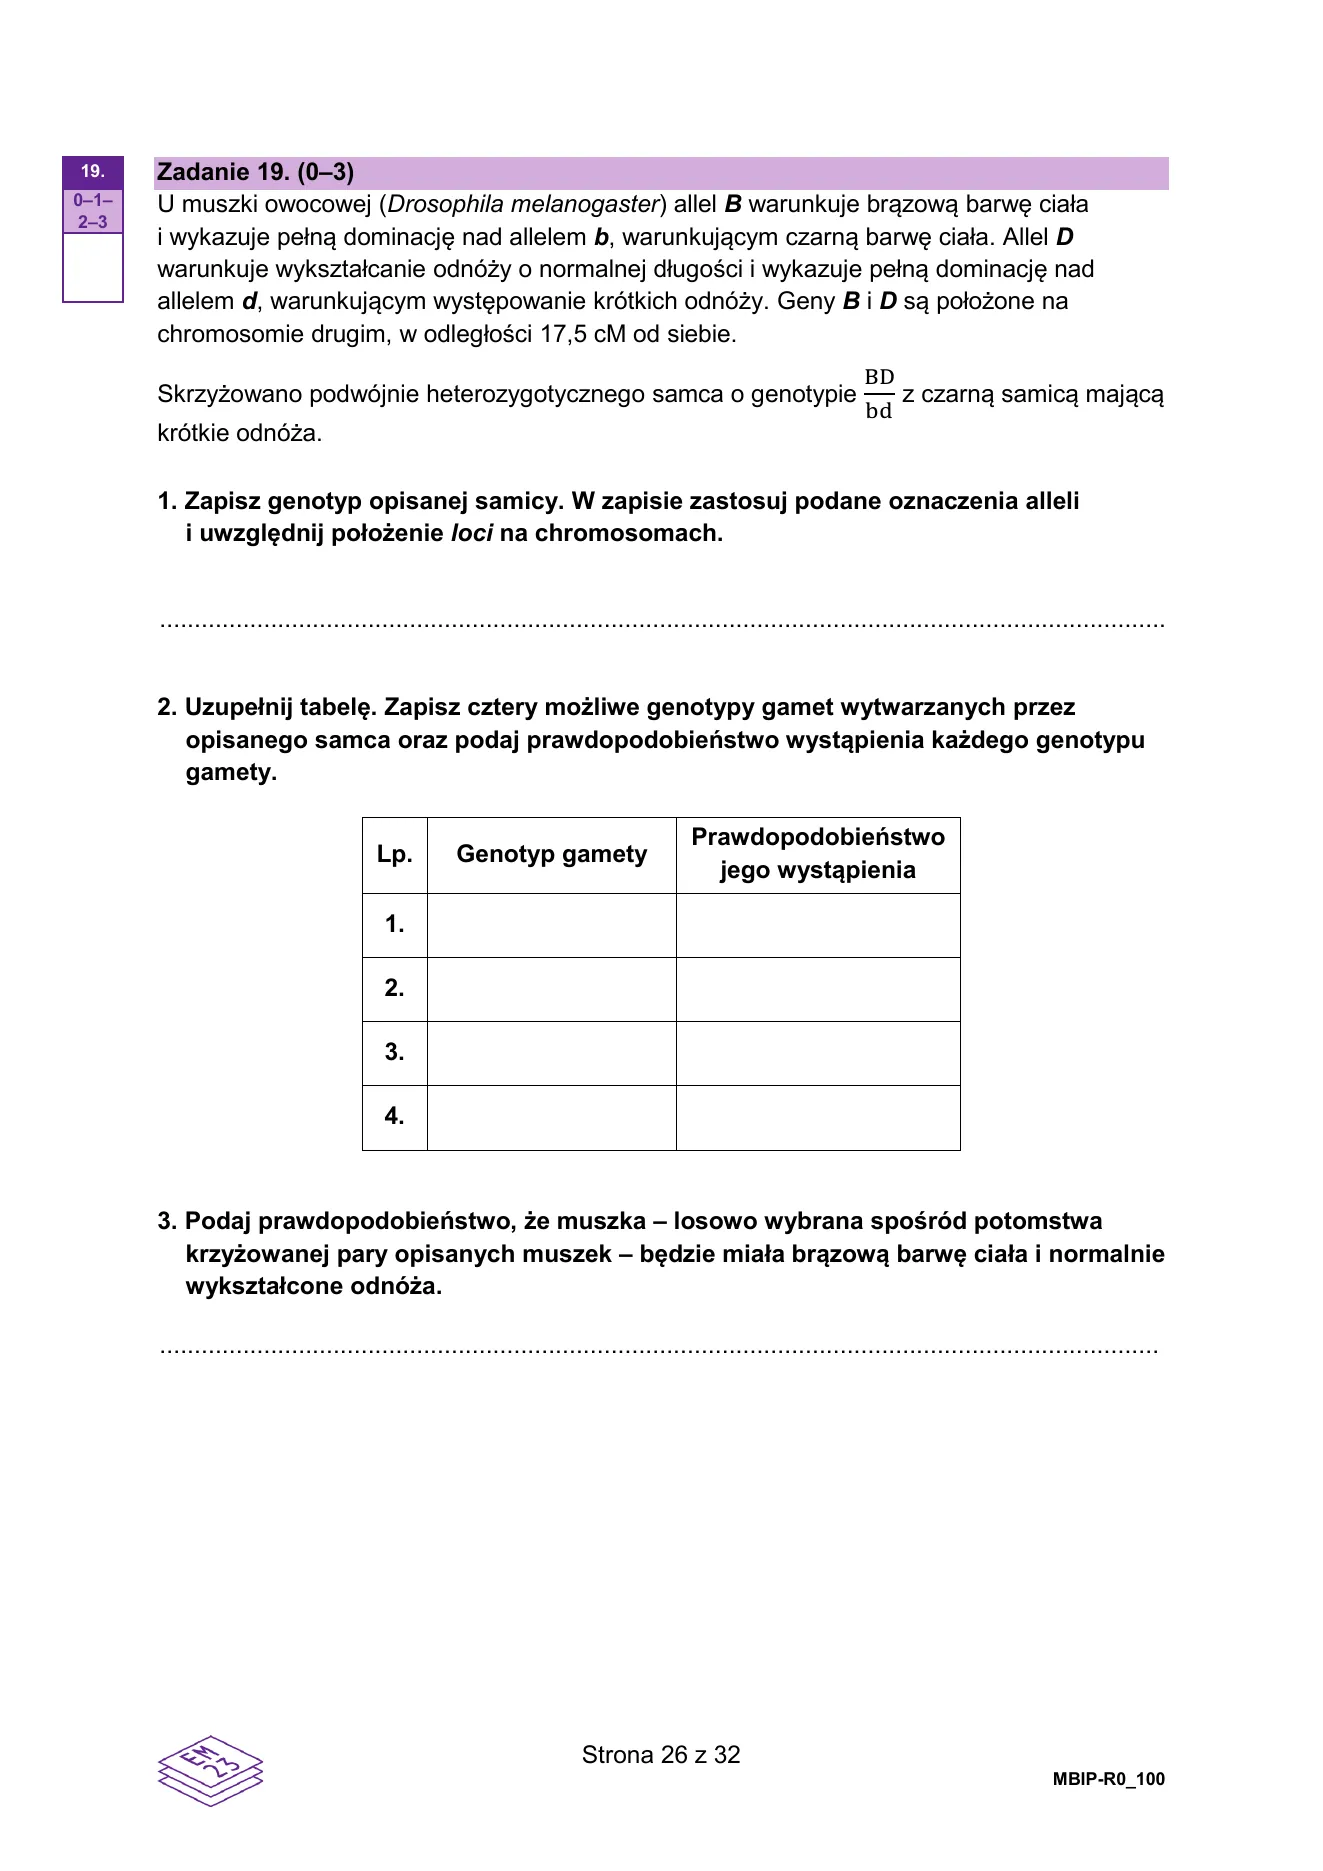 19.
0–1–
2–3
Zadanie 19. (0–3)
U muszki owocowej (Drosophila melanogaster) allel B warunkuje brązową barwę ciała
i wykazuje pełną dominację nad allelem b, warunkującym czarną barwę ciała. Allel D
warunkuje wykształcanie odnóży o normalnej długości i wykazuje pełną dominację nad
allelem d, warunkującym występowanie krótkich odnóży. Geny B i D są położone na
chromosomie drugim, w odległości 17,5 cM od siebie.
Skrzyżowano podwójnie heterozygotycznego samca o genotypie BD/bd z czarną samicą mającą
krótkie odnóża.
1. Zapisz genotyp opisanej samicy. W zapisie zastosuj podane oznaczenia alleli
i uwzględnij położenie loci na chromosomach.
2. Uzupełnij tabelę. Zapisz cztery możliwe genotypy gamet wytwarzanych przez
opisanego samca oraz podaj prawdopodobieństwo wystąpienia każdego genotypu
gamety.
Lp.
Genotyp gamety
Prawdopodobieństwo
jego wystąpienia
1.
2.
3.
4.
3. Podaj prawdopodobieństwo, że muszka – losowo wybrana spośród potomstwa
krzyżowanej pary opisanych muszek – będzie miała brązową barwę ciała i normalnie
wykształcone odnóża.
EM
23
Strona 26 z 32
MBIP-R0_100